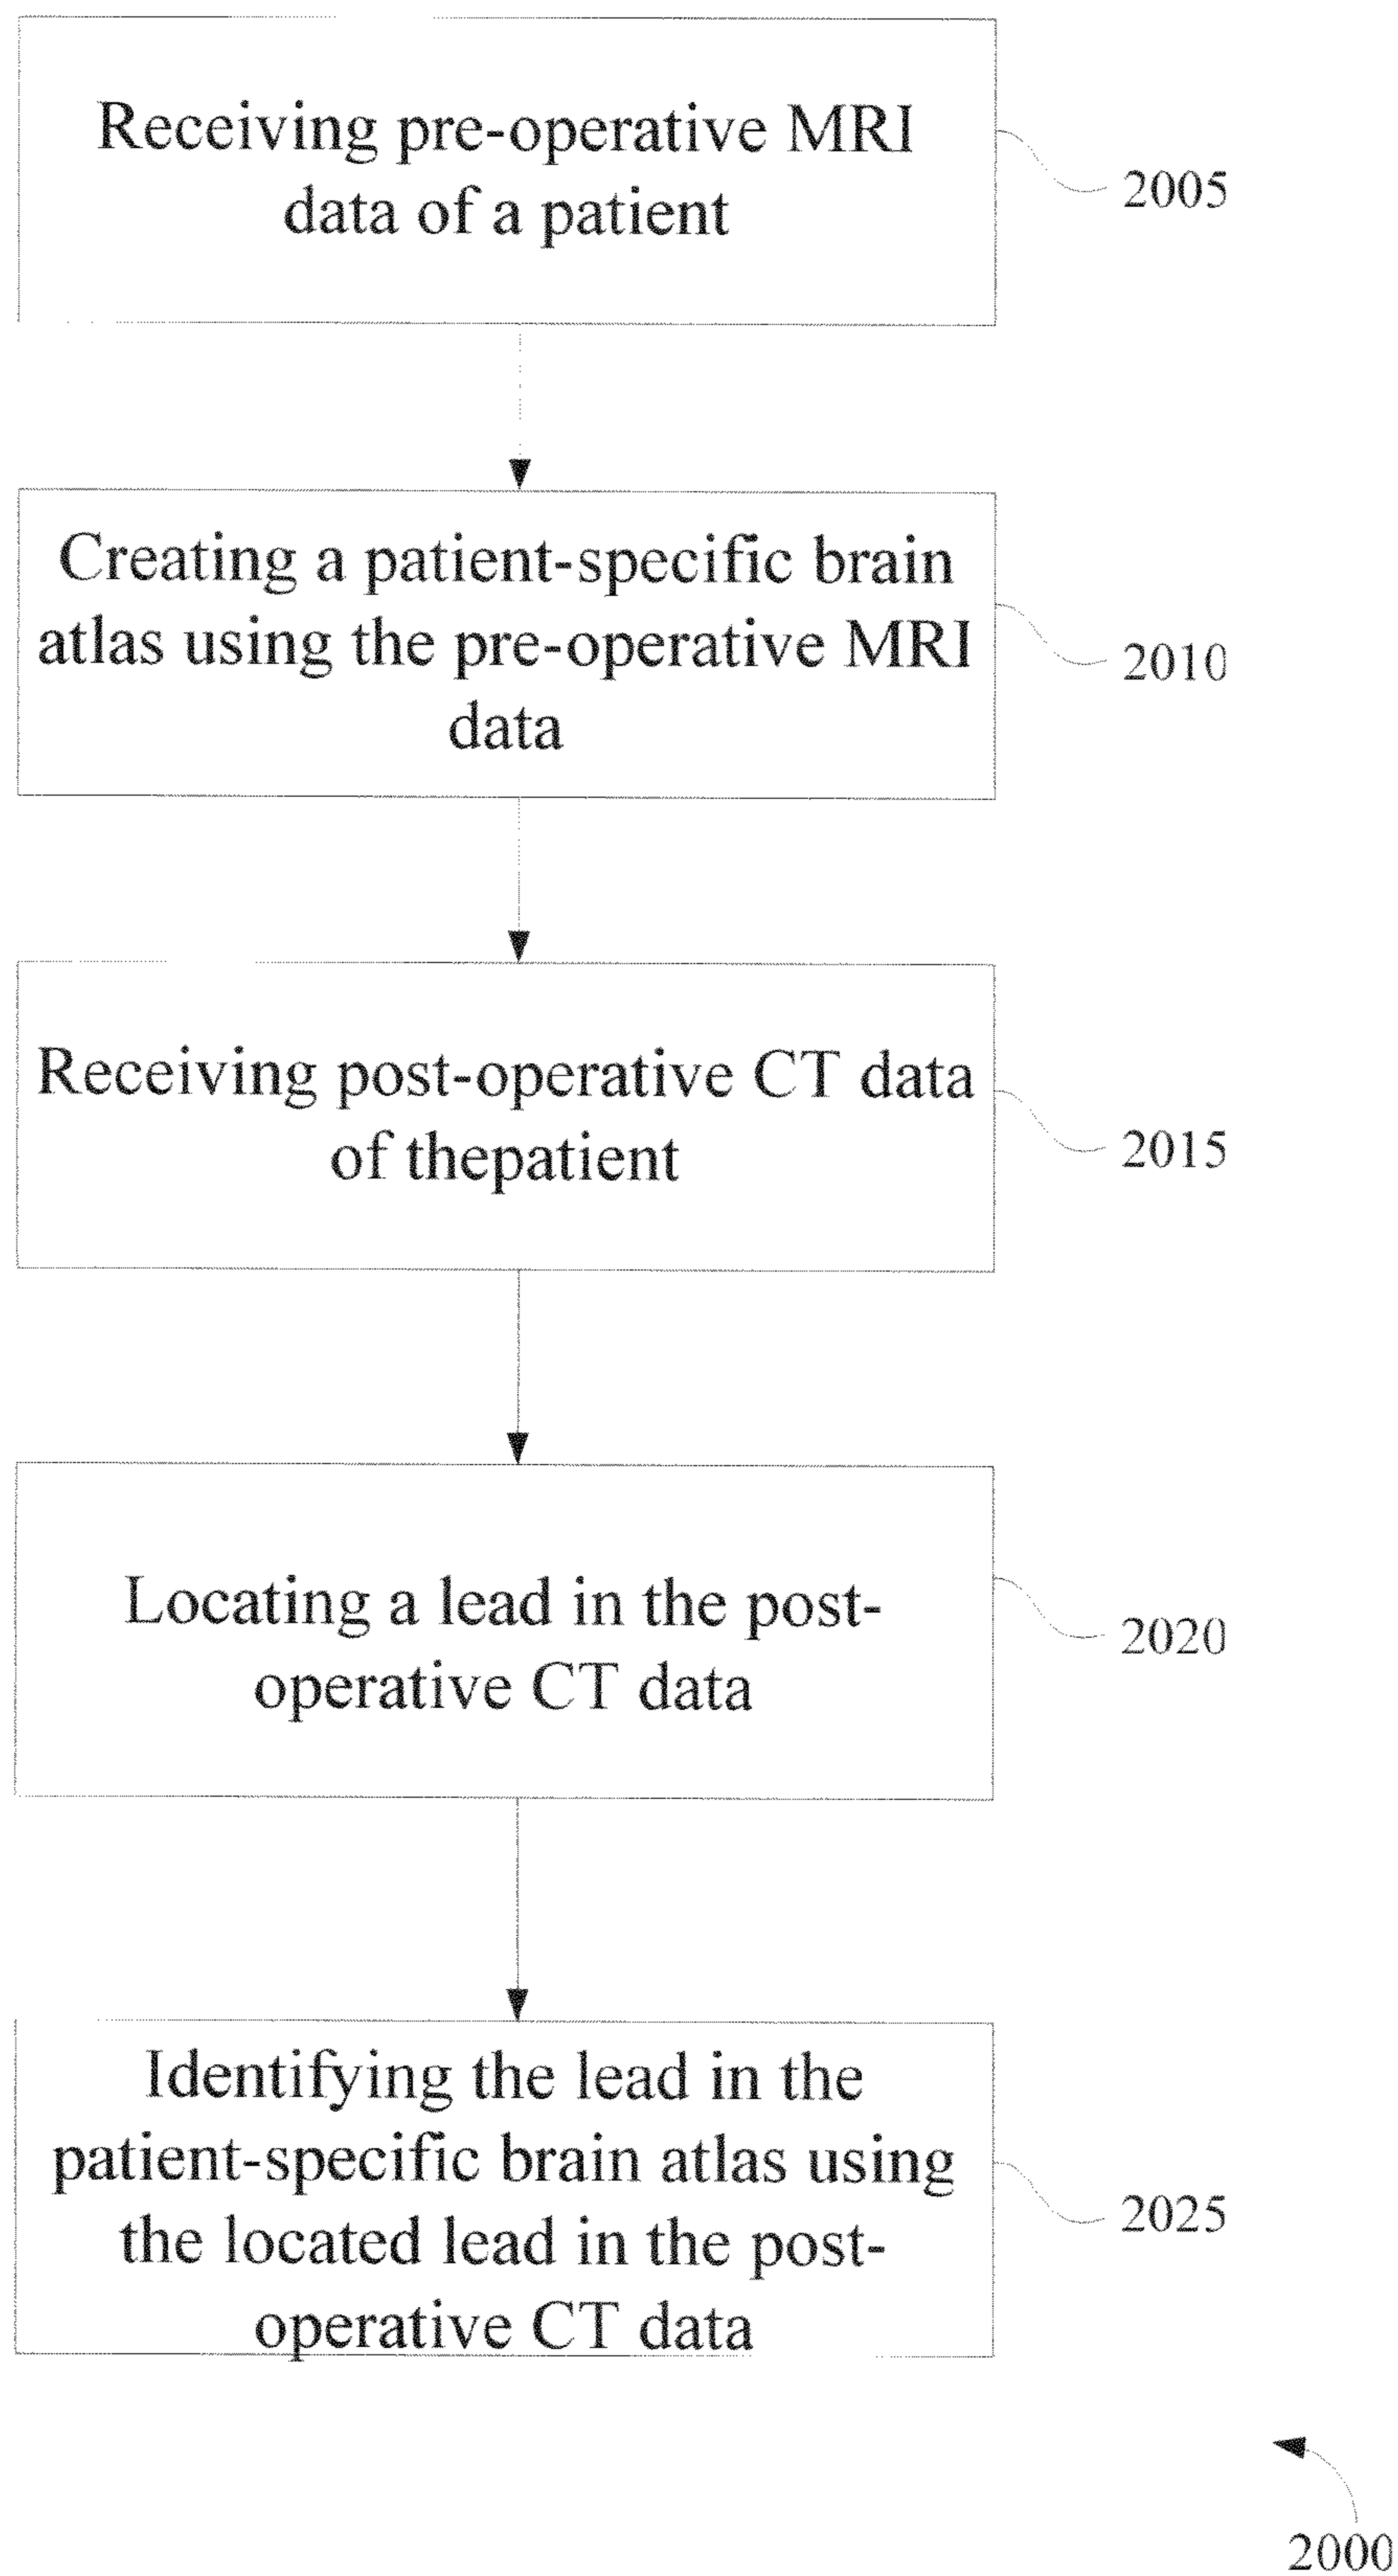 Receiving pre-operative MRI
data of a patient
2005
Creating a patient-specific brain
atlas using the pre-operative MRI
data
2010
Receiving post-operative CT data
of thepatient
2015
Locating a lead in the post-
operative CT data
2020
Identifying the lead in the
patient-specific brain atlas using
the located lead in the post-
operative CT data
2025
2000